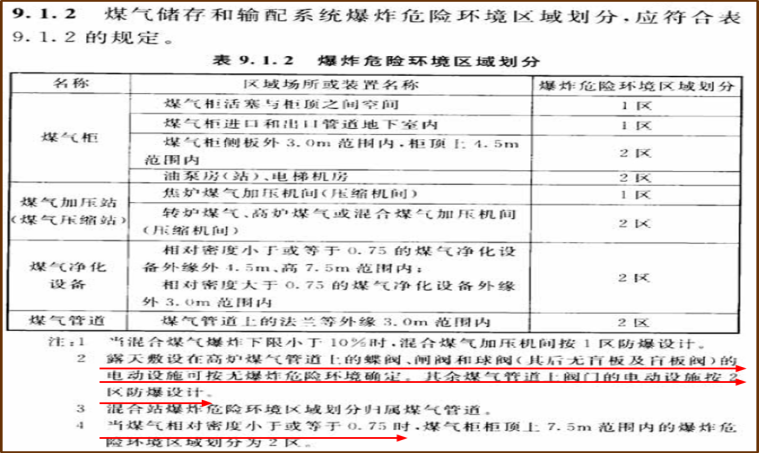 9.1.2 煤气储存和输配系统爆炸危险环境区域划分,应符合表
9.1.2的规定。
表 9.1.2 爆炸危险环境区域划分
名称 区域场所或装置名称 爆炸危险环境区域划分
煤气柜 煤气柜活塞与柜顶之间空间 1区
煤气柜进口和出口管道地下室内 1区
煤气柜侧板外3.0m范围内,柜顶上4.5m
范围内 2区
油泵房(站)、电梯机房 2区
煤气加压站
(煤气压缩站)
焦炉煤气加压机间(压缩机间) 1区
转炉煤气、高炉煤气或混合煤气加压机间
(压缩机间) 2区
煤气净化
设备
相对密度小于或等于0.75的煤气净化设
备外缘外4.5m、高7.5m范围内;
相对密度大于0.75的煤气净化设备外缘
外3.0m范围内 2区
煤气管道 煤气管道上的法兰等外缘3.0m范围内 2区
注:1 当混合煤气爆炸下限小于10%时,混合煤气加压机间按1区防爆设计。
2 露天敷设在高炉煤气管道上的蝶阀、闸阀和球阀(其后无盲板及盲板阀)的
电动设施可按无爆炸危险环境确定。其余煤气管道上阀门的电动设施按2
区防爆设计。
3 混合站爆炸危险环境区域划分归属煤气管道。
4 当煤气相对密度小于或等于0.75时,煤气柜柜顶上7.5m范围内的爆炸危
险环境区域划分为2区。